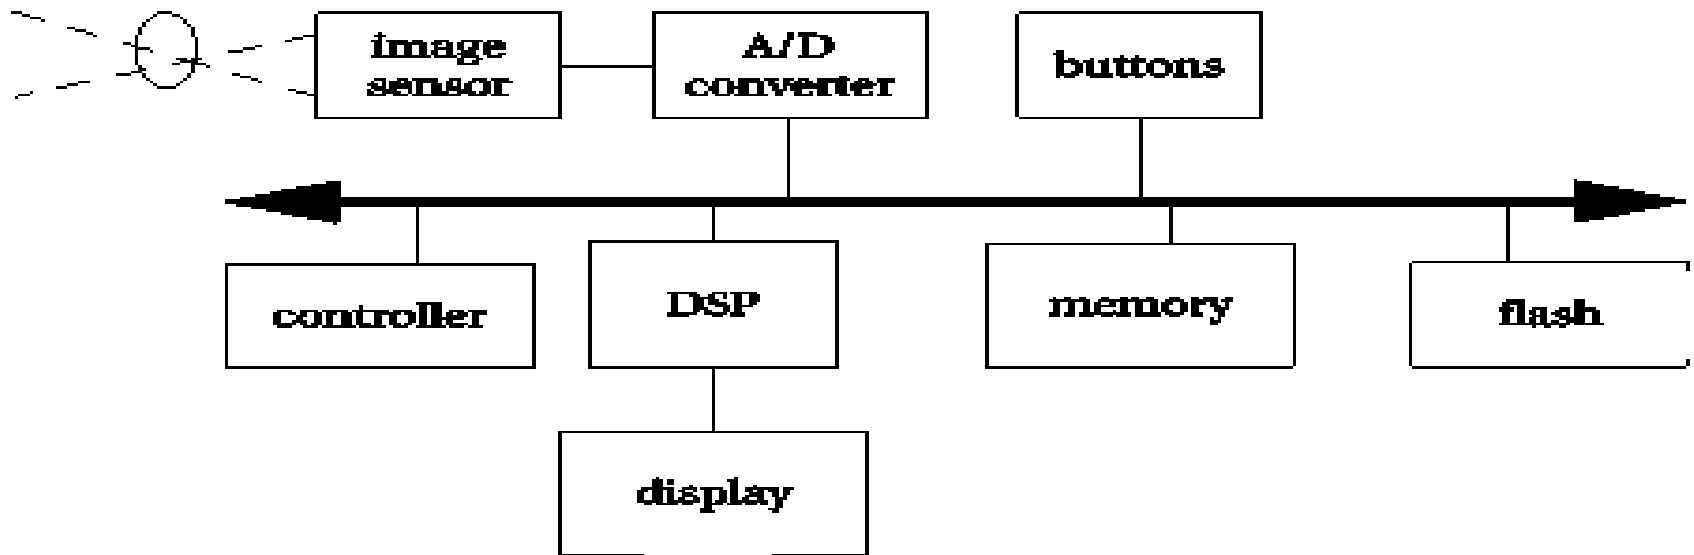 image
sensor
A/D
converter
buttons
controller
DSP
memory
flash
display